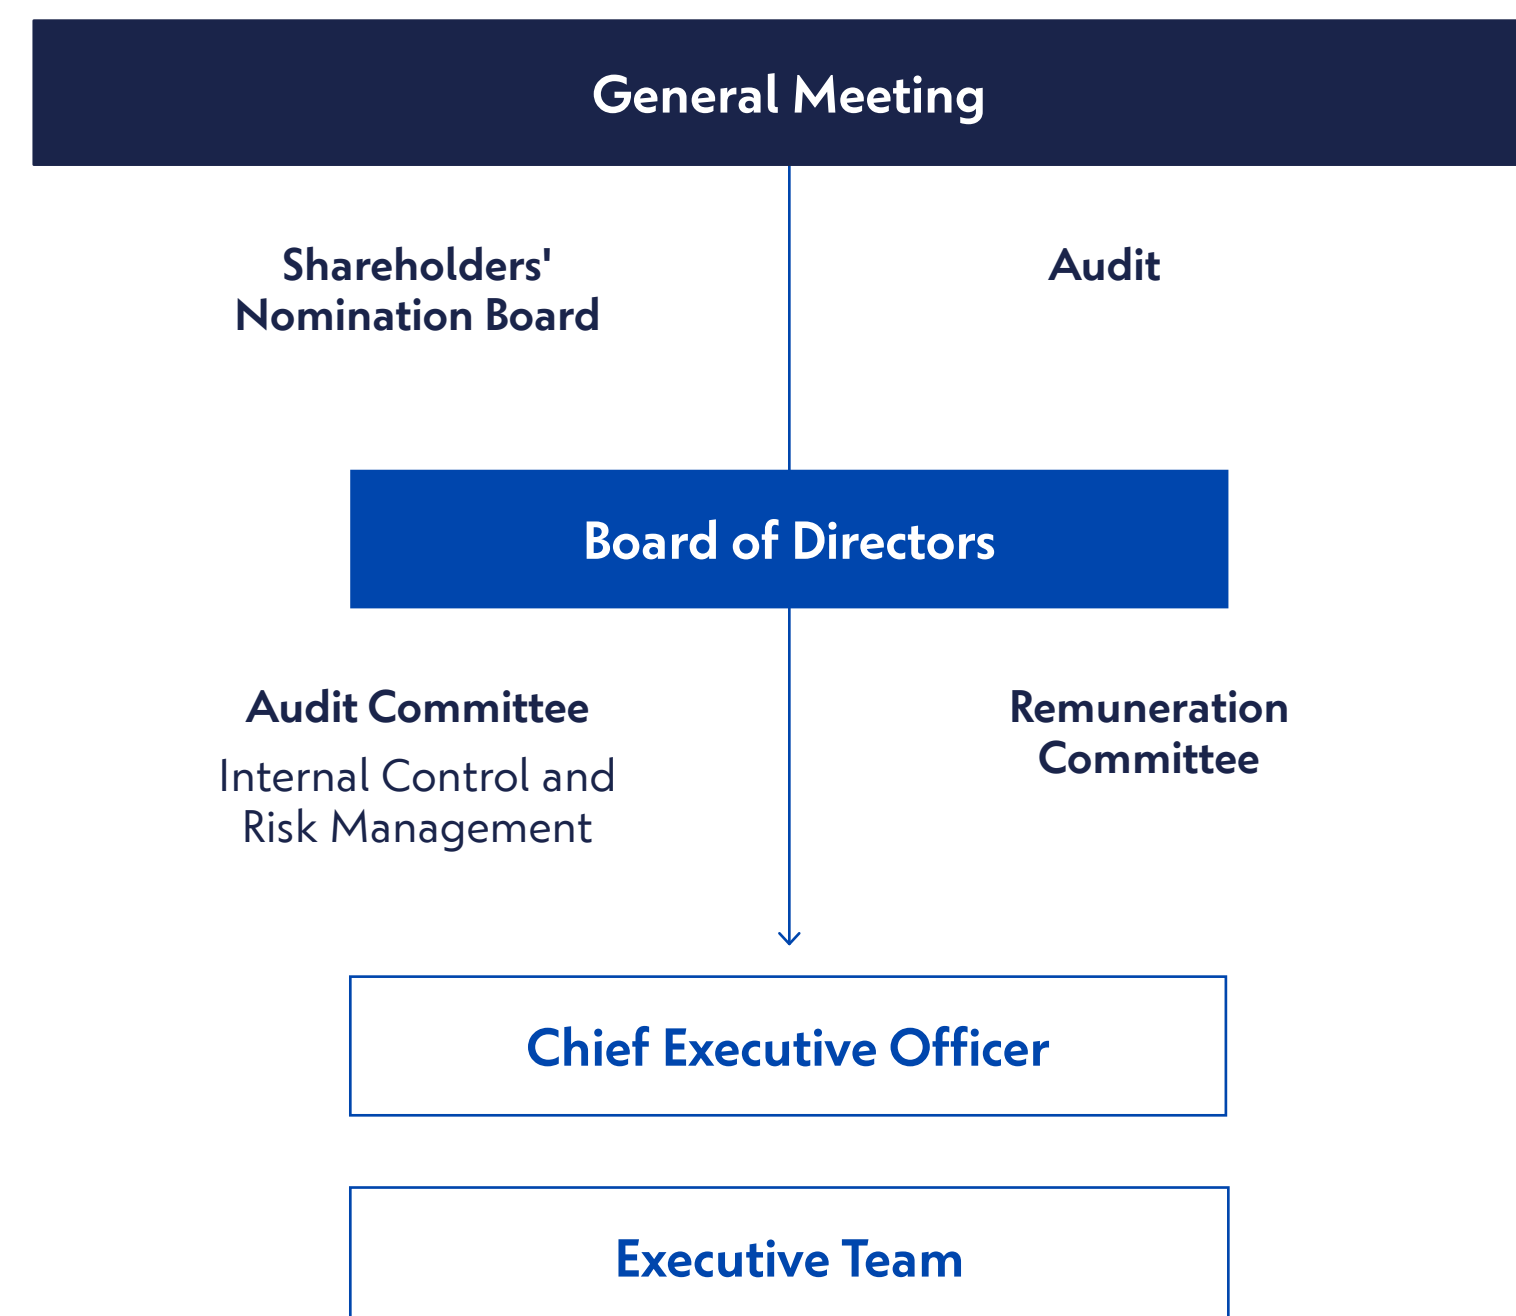 General Meeting
Shareholders'
Nomination Board
Audit
Board of Directors
Audit Committee
Internal Control and
Risk Management
Remuneration
Committee
Chief Executive Officer
Executive Team